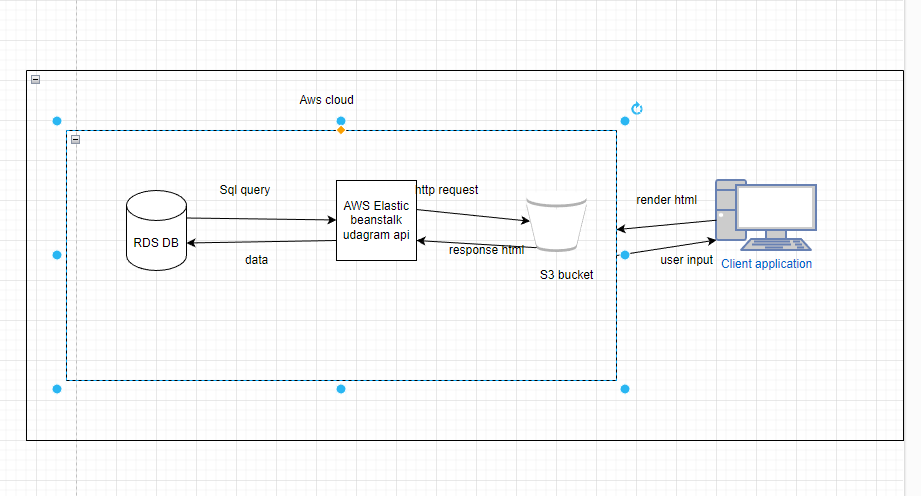 Aws cloud
Sql query
http request
render html
AWS Elastic
beanstalk
udagram api
RDS DB
data
response html
user input
Client application
S3 bucket